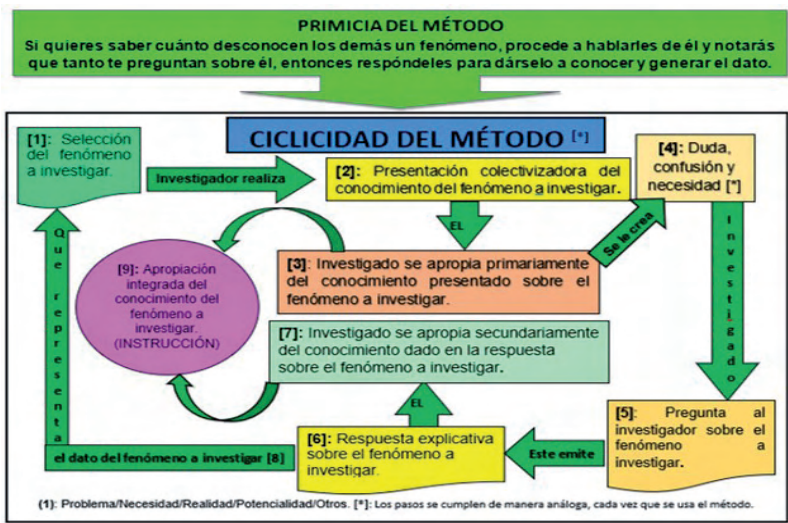 PRIMICIA DEL MÉTODO
Si quieres saber cuánto desconocen los demás un fenómeno, procede a hablarles de él y notarás
que tanto te preguntan sobre él, entonces respóndeles para dárselo a conocer y generar el dato.
CICLICIDAD DEL MÉTODO [*]
[1]: Selección
del fenómeno
a investigar.
Investigador realiza
[2]: Presentación colectivizadora del
conocimiento del fenómeno a investigar.
EL
[3]: Investigado se apropia primariamente
del conocimiento presentado sobre el
fenómeno a investigar.
Se le crea
[4]: Duda,
confusión y
necesidad [*]
Investigado
[5]: Pregunta al
investigador sobre el
fenómeno a
investigar.
Este emite
[6]: Respuesta explicativa
sobre el fenómeno a
investigar.
EL
[7]: Investigado se apropia secundariamente
del conocimiento dado en la respuesta
sobre el fenómeno a investigar.
Que representa
el dato del fenómeno a investigar [8]
[9]: Apropiación
integrada del
conocimiento del
fenómeno a
investigar.
(INSTRUCCIÓN)
(1): Problema/Necesidad/Realidad/Potencialidad/Otros. [*]: Los pasos se cumplen de manera análoga, cada vez que se usa el método.